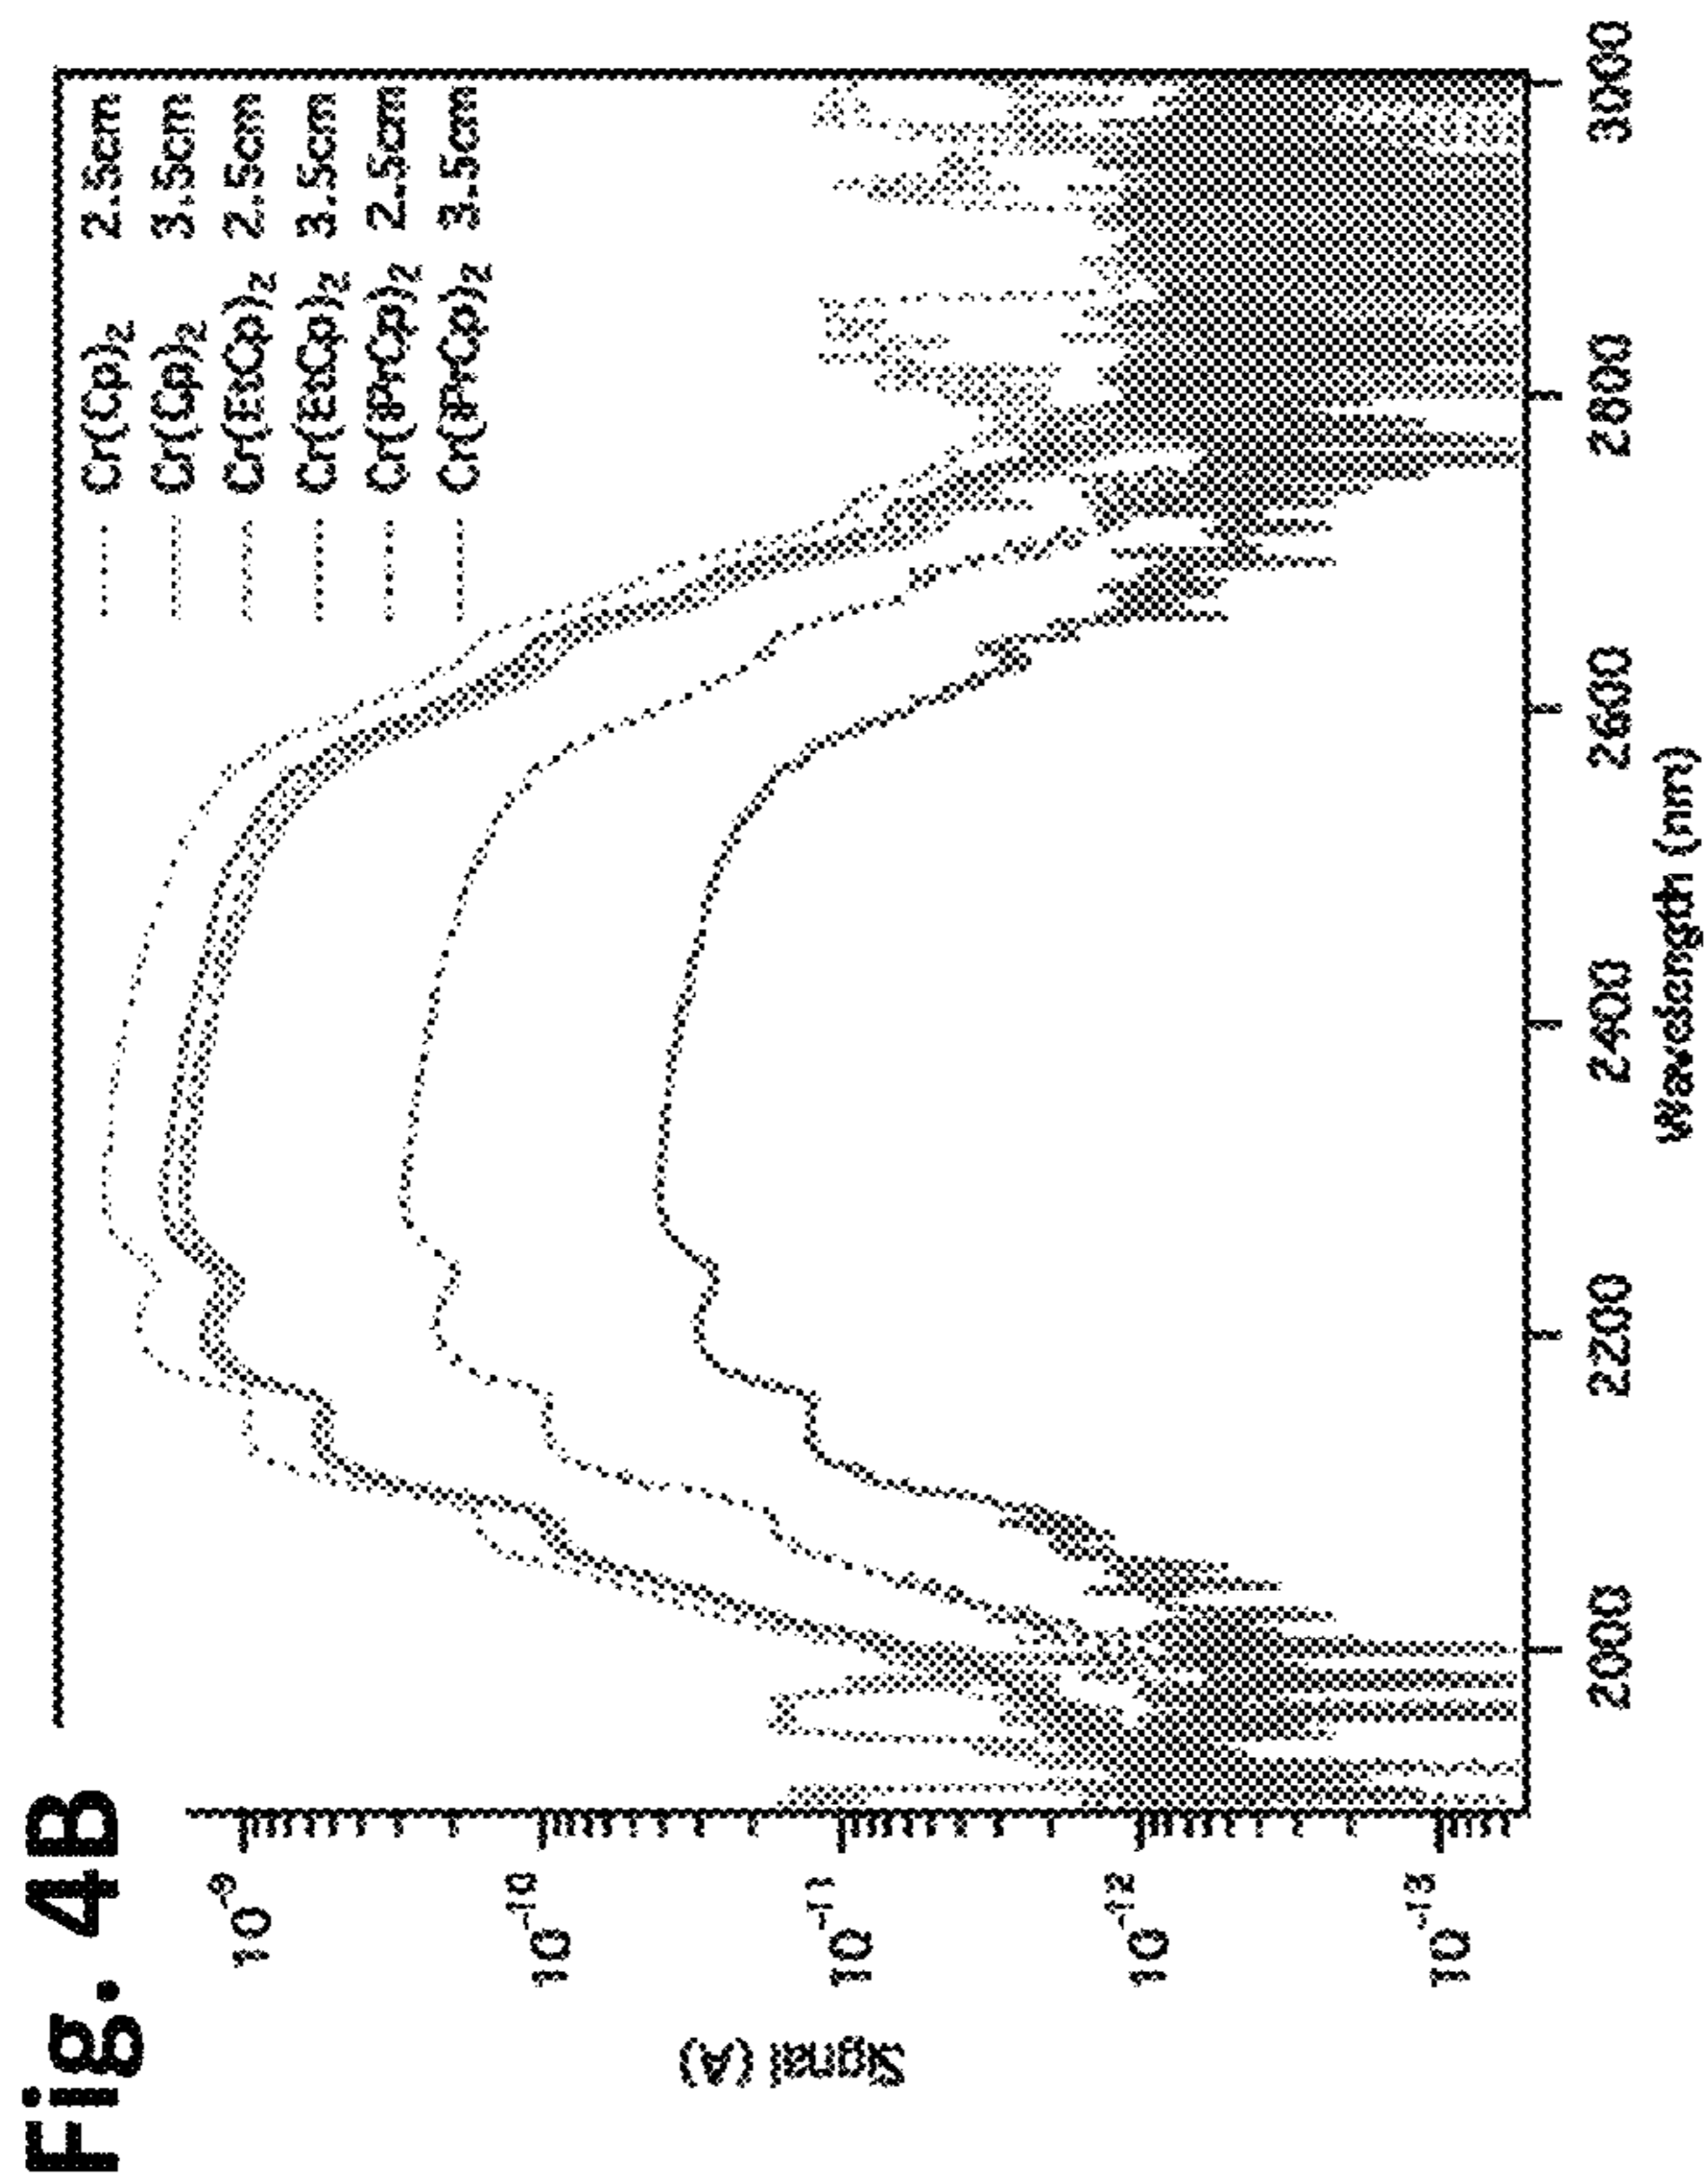 Fig. 4B
Cr(Cp)₂ 2.5cm
Cr(Cp)₂ 3.5cm
Cr(EtCp)₂ 2.5cm
Cr(EtCp)₂ 3.5cm
Cr(iPrCp)₂ 2.5cm
Cr(iPrCp)₂ 3.5cm
Signal (A)
10⁻⁹
10⁻¹⁰
10⁻¹¹
10⁻¹²
10⁻¹³
2000 2200 2400 2600 2800 3000
Wavelength (nm)